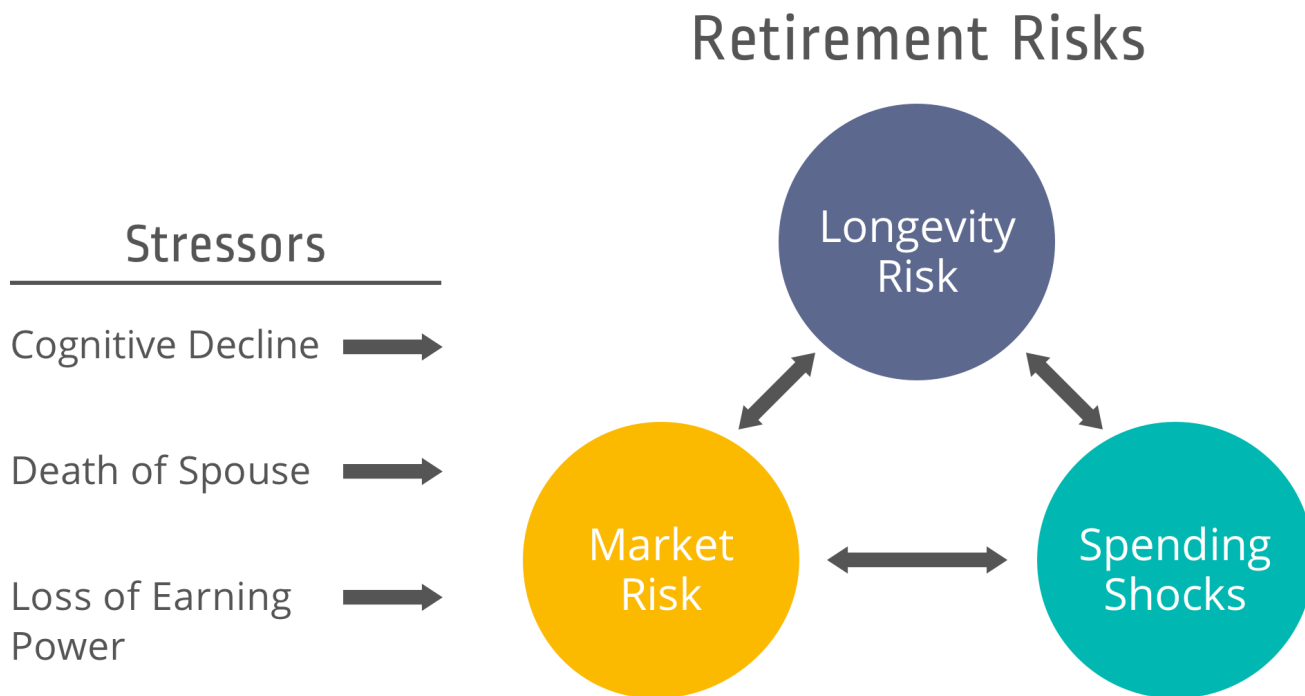 Retirement Risks
Stressors
Cognitive Decline
Death of Spouse
Loss of Earning
Power
Longevity
Risk
Market
Risk
Spending
Shocks